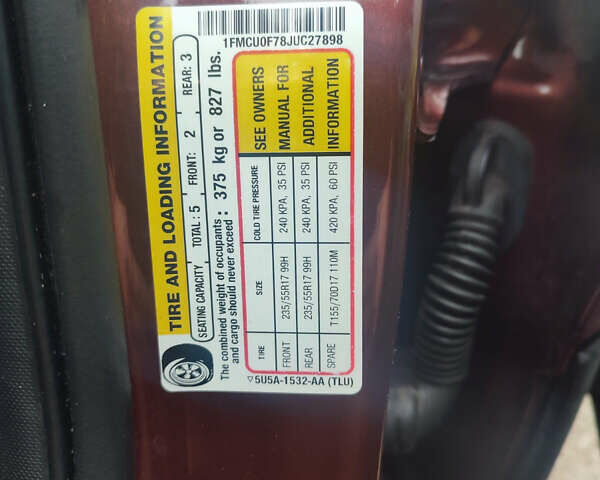 1FMCU0F78JUC27898
TIRE AND LOADING INFORMATION
SEATING CAPACITY TOTAL: 5 FRONT: 2 REAR: 3
The combined weight of occupants and cargo should never exceed: 375 kg or 827 lbs.
TIRE SIZE COLD TIRE PRESSURE
FRONT 235/55R17 99H 240 KPA, 35 PSI
REAR 235/55R17 99H 240 KPA, 35 PSI
SPARE T155/70D17 110M 420 KPA, 60 PSI
SEE OWNERS
MANUAL FOR
ADDITIONAL
INFORMATION
5U5A-1532-AA (TLU)